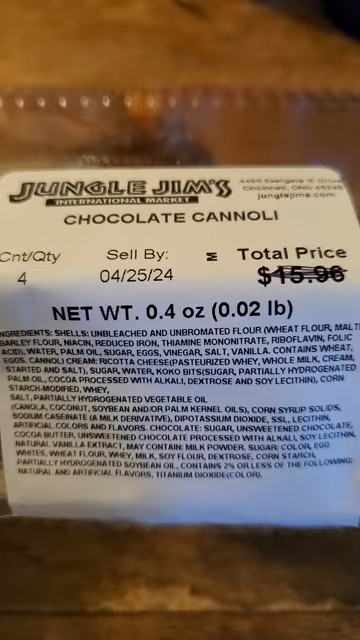 JUNGLE JIM'S
INTERNATIONAL MARKET
4450 Eastgate S. Drive
Cincinnati, Ohio 45245
junglejims.com
CHOCOLATE CANNOLI
Cnt/Qty Sell By: M Total Price
4 04/25/24 $15.96
NET WT. 0.4 oz (0.02 lb)
NGREDIENTS: SHELLS: UNBLEACHED AND UNBROMATED FLOUR (WHEAT FLOUR, MALT
BARLEY FLOUR, NIACIN, REDUCED IRON, THIAMINE MONONITRATE, RIBOFLAVIN, FOLIC
ACID), WATER, PALM OIL, SUGAR, EGGS, VINEGAR, SALT, VANILLA. CONTAINS WHEAT,
EGGS. CANNOLI CREAM: RICOTTA CHEESE(PASTEURIZED WHEY, WHOLE MILK, CREAM,
STARTED AND SALT), SUGAR, WATER, KOKO BITS(SUGAR, PARTIALLY HYDROGENATED
PALM OIL, COCOA PROCESSED WITH ALKALI, DEXTROSE AND SOY LECITHIN), CORN
STARCH-MODIFIED, WHEY,
SALT, PARTIALLY HYDROGENATED VEGETABLE OIL
(CANOLA, COCONUT, SOYBEAN AND/OR PALM KERNEL OILS), CORN SYRUP SOLIDS,
SODIUM CASEINATE (A MILK DERIVATIVE), DIPOTASSIUM DIOXIDE, SSL, LECITHIN,
ARTIFICIAL COLORS AND FLAVORS. CHOCOLATE: SUGAR, UNSWEETENED CHOCOLATE,
COCOA BUTTER, UNSWEETENED CHOCOLATE PROCESSED WITH ALKALI, SOY LECITHIN,
NATURAL VANILLA EXTRACT, MAY CONTAIN: MILK POWDER. SUGAR: COLOR, EGG
WHITES, WHEAT FLOUR, WHEY, MILK, SOY FLOUR, DEXTROSE, CORN STARCH,
PARTIALLY HYDROGENATED SOYBEAN OIL, CONTAINS 2% OR LESS OF THE FOLLOWING:
NATURAL AND ARTIFICIAL FLAVORS, TITANIUM DIOXIDE(COLOR).